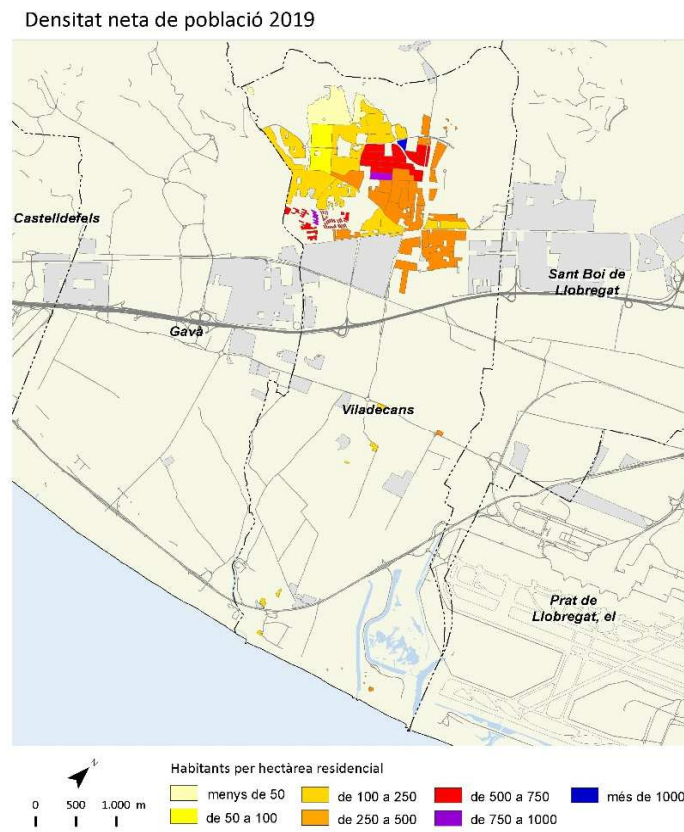 Densitat neta de població 2019
Castelldefels
Sant Boi de
Llobregat
Gavà
Viladecans
Prat de
Llobregat, el
N
Habitants per hectàrea residencial
menys de 50
de 100 a 250
de 500 a 750
més de 1000
0 500 1.000 m
de 50 a 100
de 250 a 500
de 750 a 1000